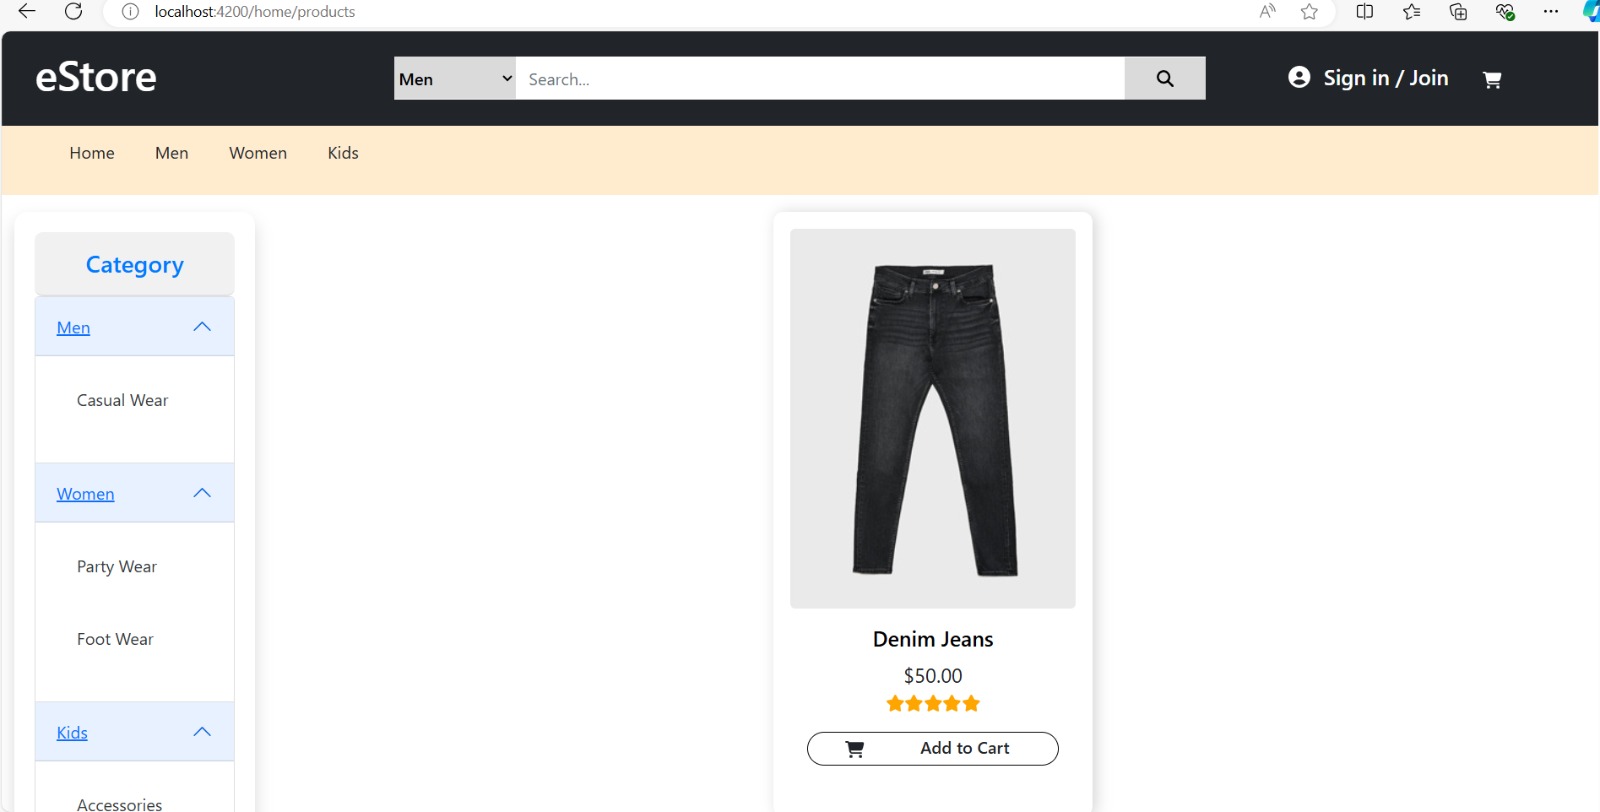 localhost:4200/home/products
eStore
Men
Search...
Sign in / Join
Home
Men
Women
Kids
Category
Men
Casual Wear
Women
Party Wear
Foot Wear
Kids
Accessories
Denim Jeans
$50.00
Add to Cart